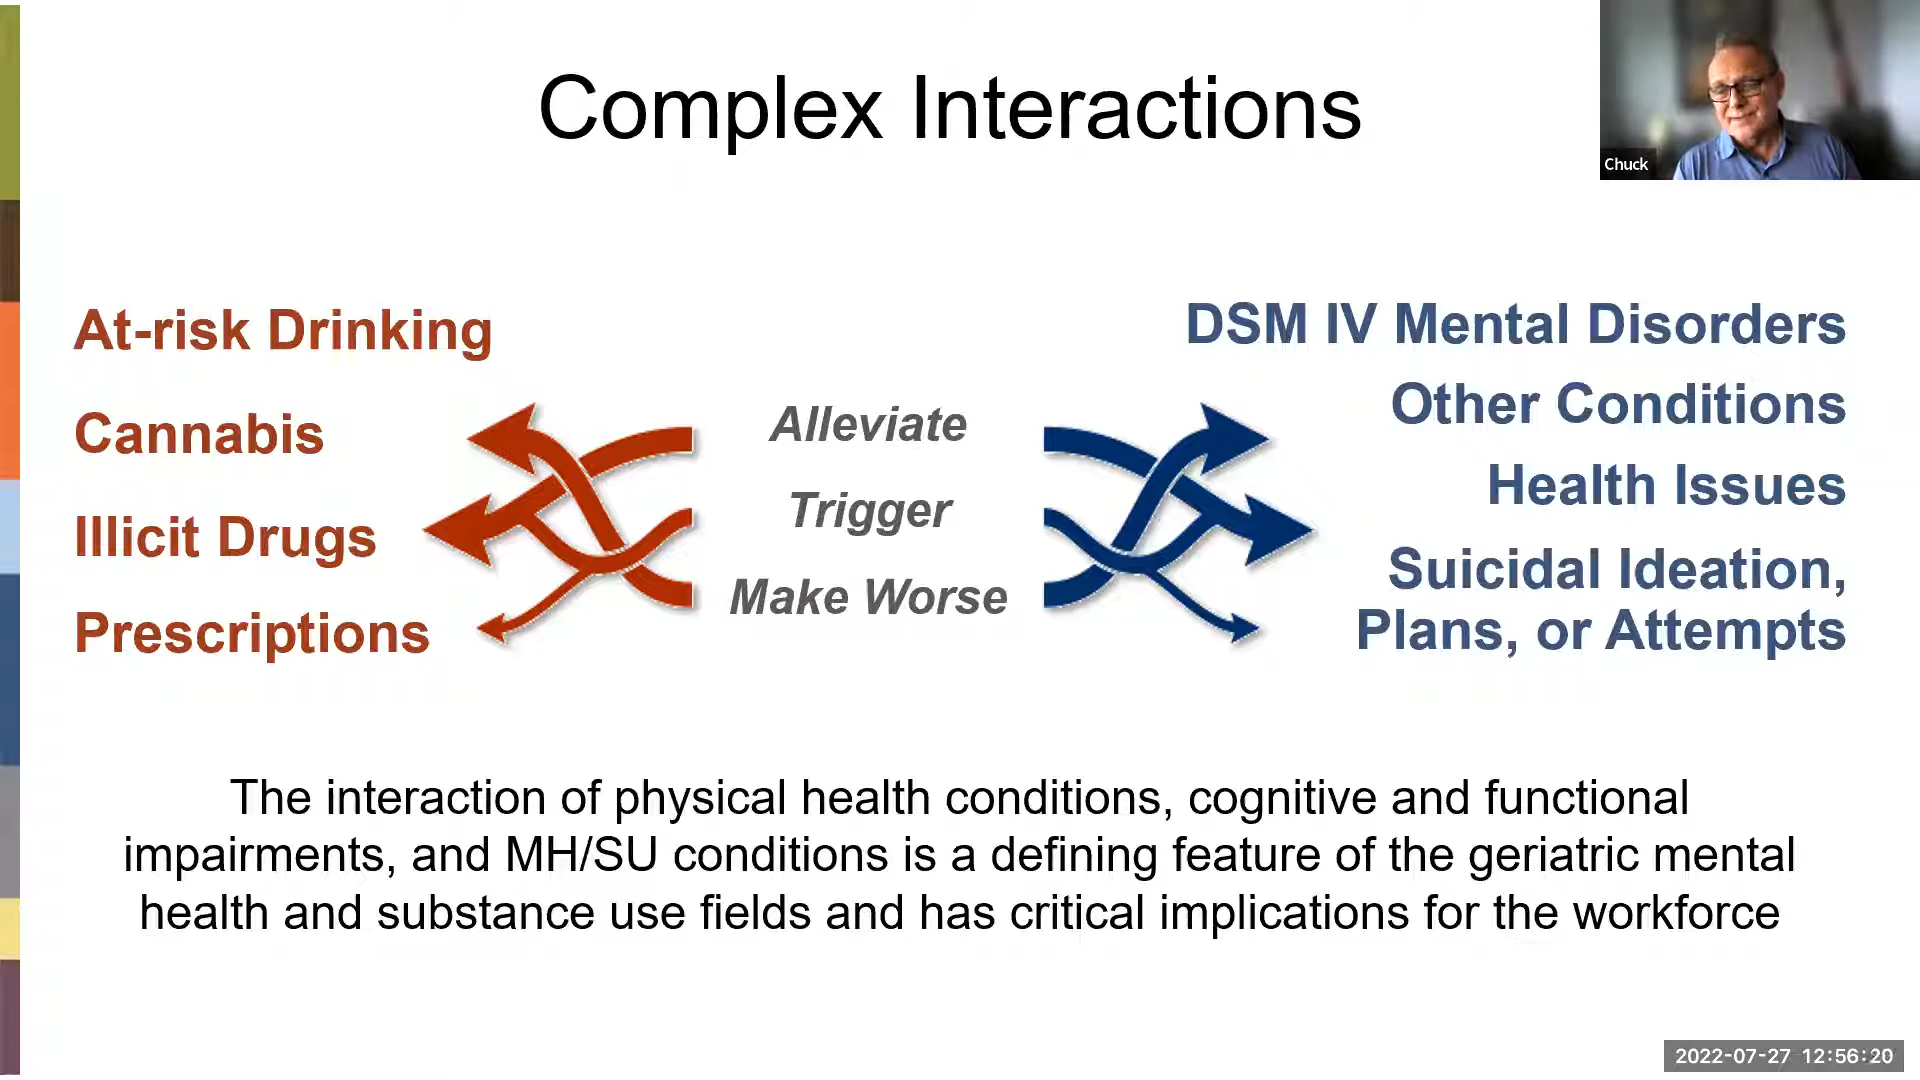 Complex Interactions
Chuck
At-risk Drinking
Cannabis
Illicit Drugs
Prescriptions
Alleviate
Trigger
Make Worse
DSM IV Mental Disorders
Other Conditions
Health Issues
Suicidal Ideation,
Plans, or Attempts
The interaction of physical health conditions, cognitive and functional
impairments, and MH/SU conditions is a defining feature of the geriatric mental
health and substance use fields and has critical implications for the workforce
2022-07-27 12:56:20